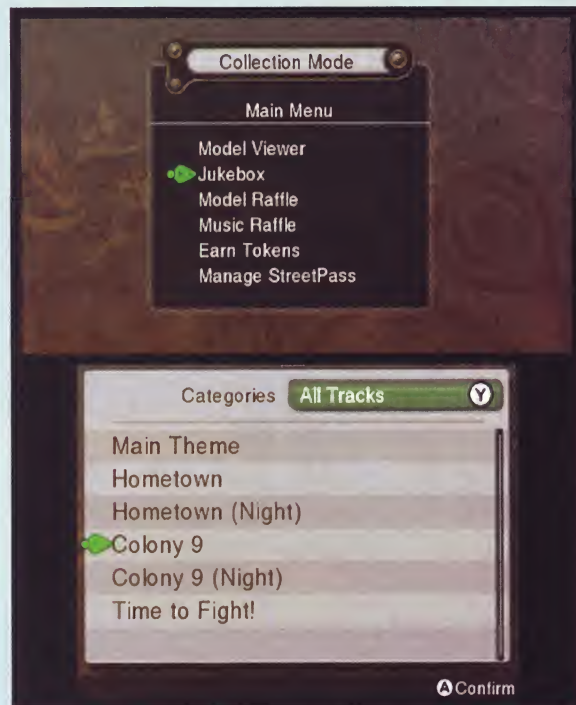 Collection Mode
Main Menu
Model Viewer
Jukebox
Model Raffle
Music Raffle
Earn Tokens
Manage StreetPass
Categories All Tracks Y
Main Theme
Hometown
Hometown (Night)
Colony 9
Colony 9 (Night)
Time to Fight!
A Confirm